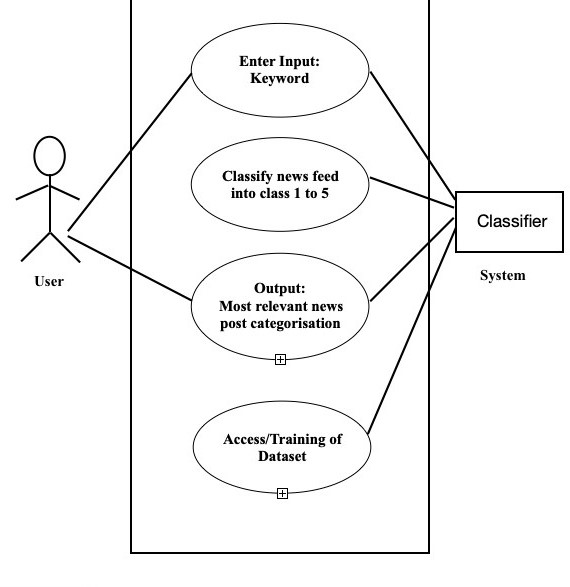 Enter Input:
Keyword
Classify news feed
into class 1 to 5
Classifier
User
System
Output:
Most relevant news
post categorisation
Access/Training of
Dataset